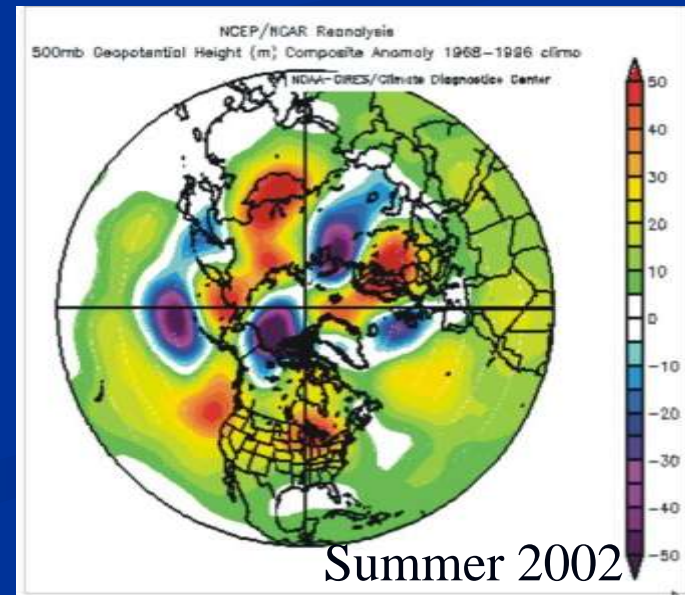 NCEP/NCAR Reanalysis
500mb Geopotential Height (m) Composite Anomaly 1968-1996 climo
NOAA-CIRES/Climate Diagnostics Center
50
40
30
20
10
0
-10
-20
-30
-40
-50
Summer 2002